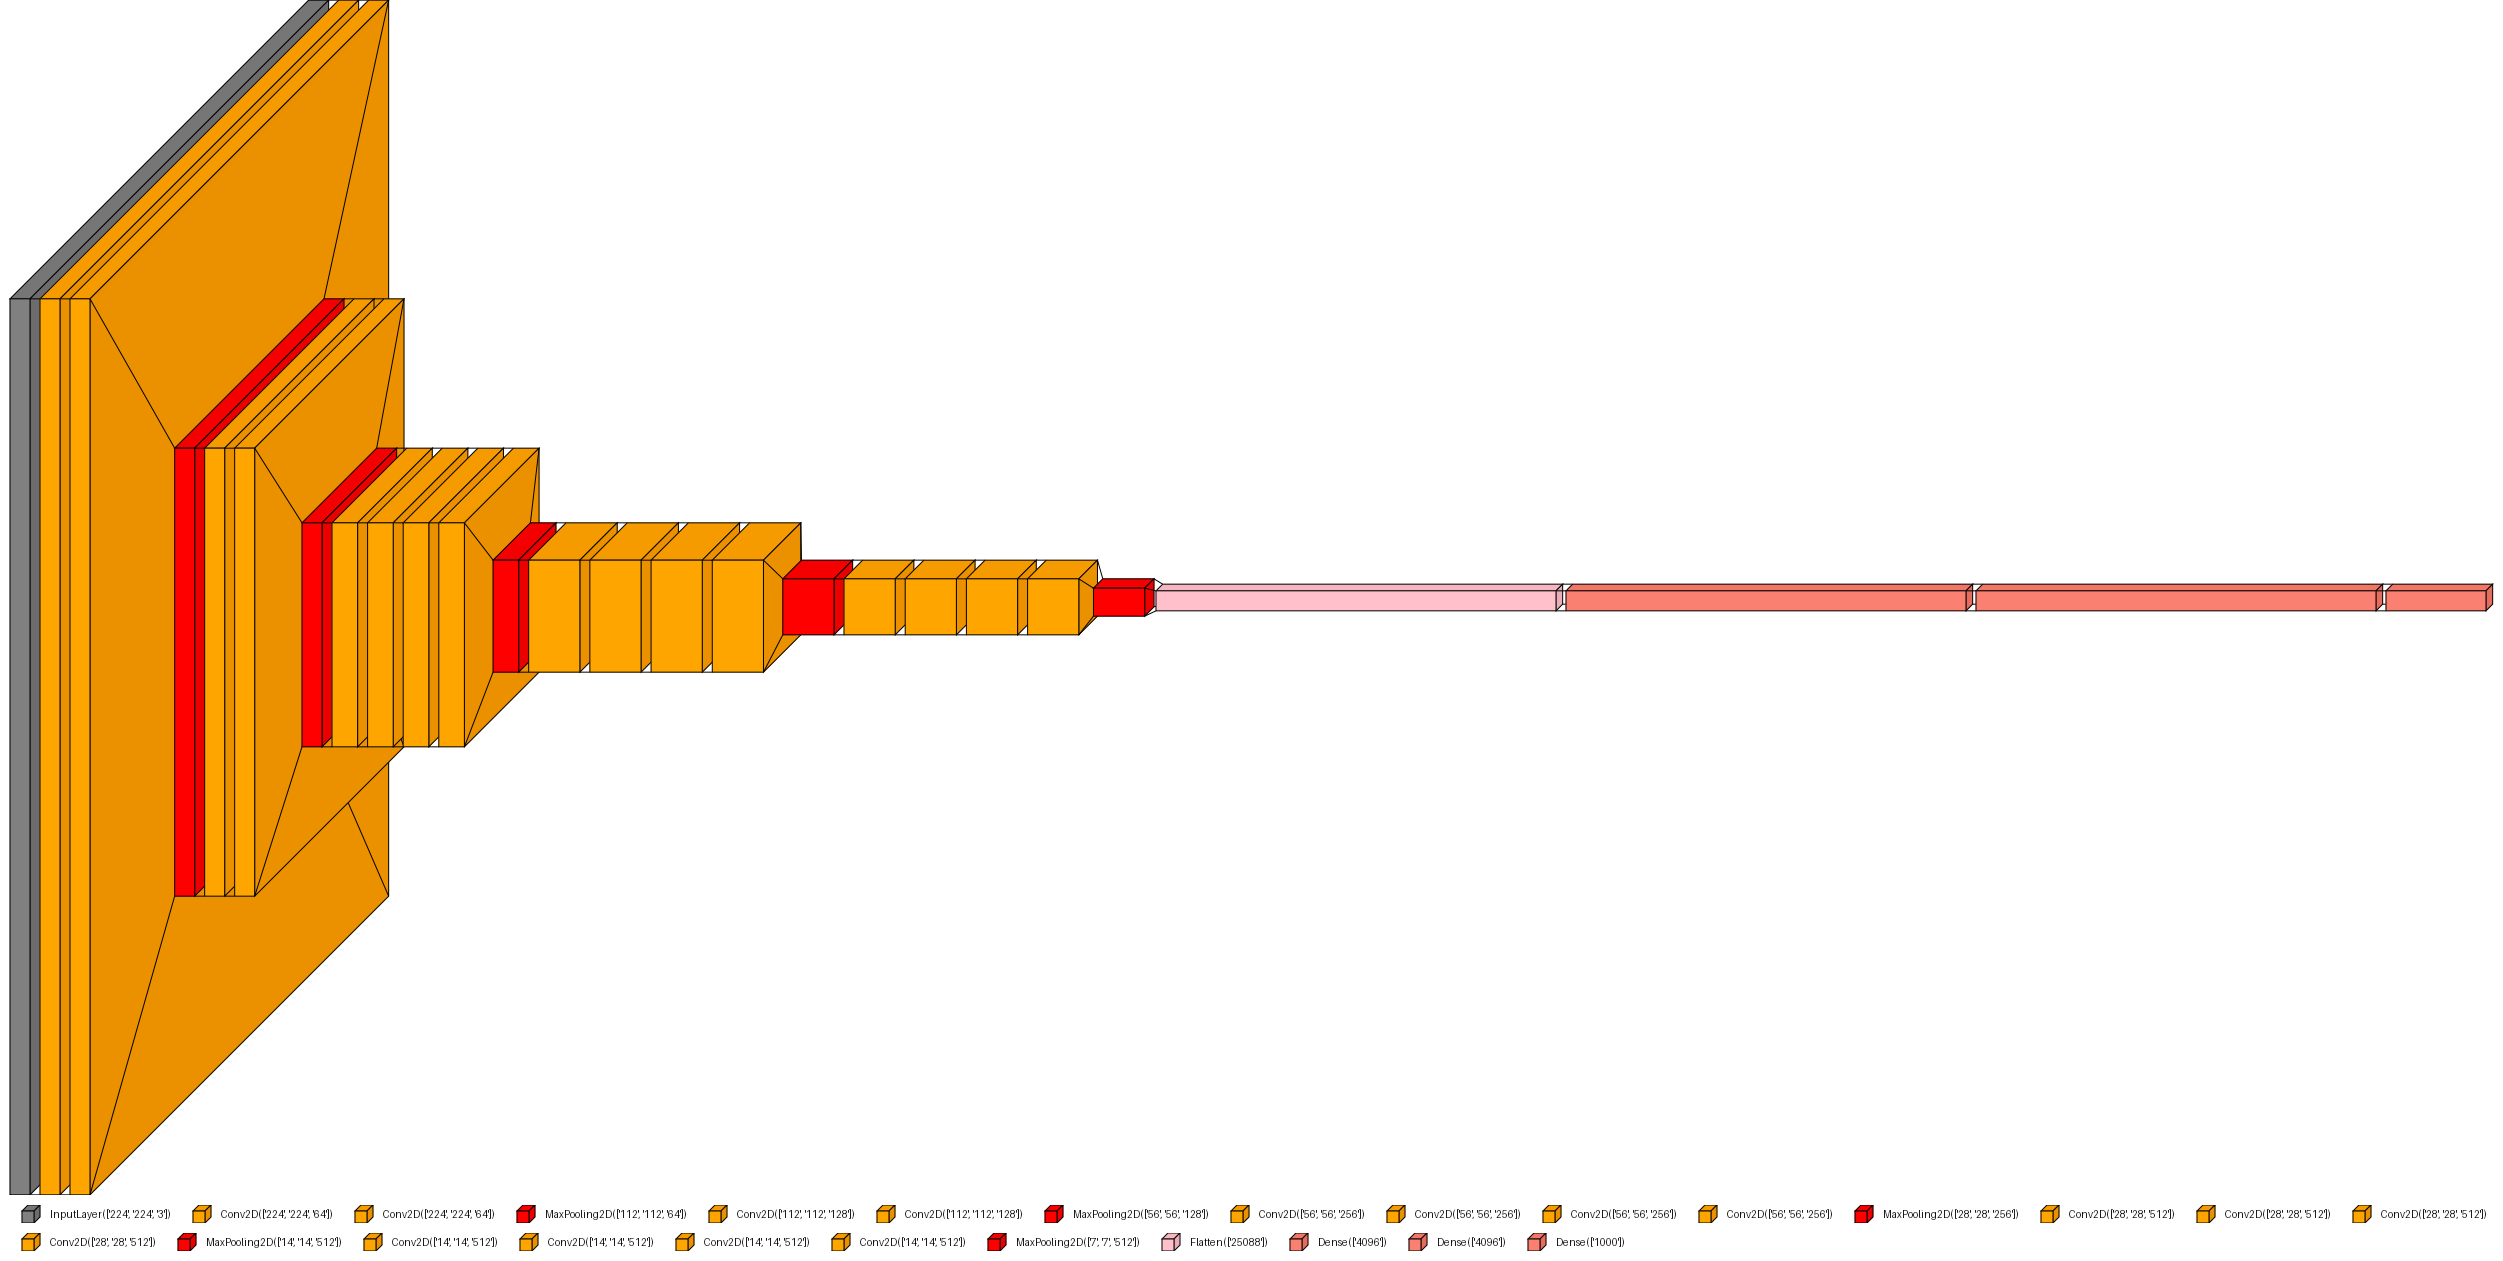 InputLayer(['224', '224', '3']) Conv2D(['224', '224', '64']) Conv2D(['224', '224', '64']) MaxPooling2D(['112', '112', '64']) Conv2D(['112', '112', '128']) Conv2D(['112', '112', '128']) MaxPooling2D(['56', '56', '128']) Conv2D(['56', '56', '256']) Conv2D(['56', '56', '256']) Conv2D(['56', '56', '256']) Conv2D(['56', '56', '256']) MaxPooling2D(['28', '28', '256']) Conv2D(['28', '28', '512']) Conv2D(['28', '28', '512']) Conv2D(['28', '28', '512'])
Conv2D(['28', '28', '512']) MaxPooling2D(['14', '14', '512']) Conv2D(['14', '14', '512']) Conv2D(['14', '14', '512']) Conv2D(['14', '14', '512']) Conv2D(['14', '14', '512']) MaxPooling2D(['7', '7', '512']) Flatten(['25088']) Dense(['4096']) Dense(['4096']) Dense(['1000'])